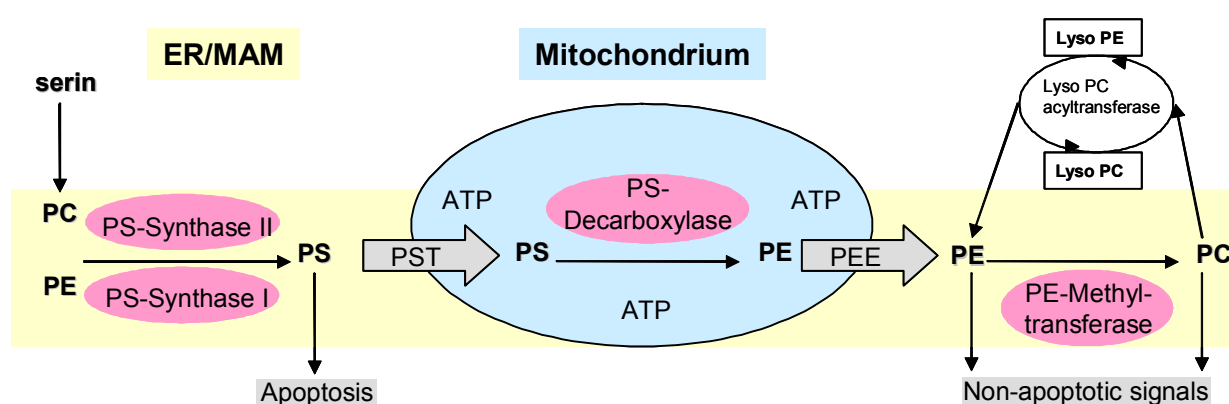 ER/MAM
Mitochondrium
Lyso PE
Lyso PC
acyltransferase
Lyso PC
serin
PC
PS-Synthase II
PE
PS-Synthase I
PS
Apoptosis
PST
ATP
PS-
Decarboxylase
ATP
PS
PE
ATP
PEE
PE
PC
PE-Methyl-
transferase
Non-apoptotic signals